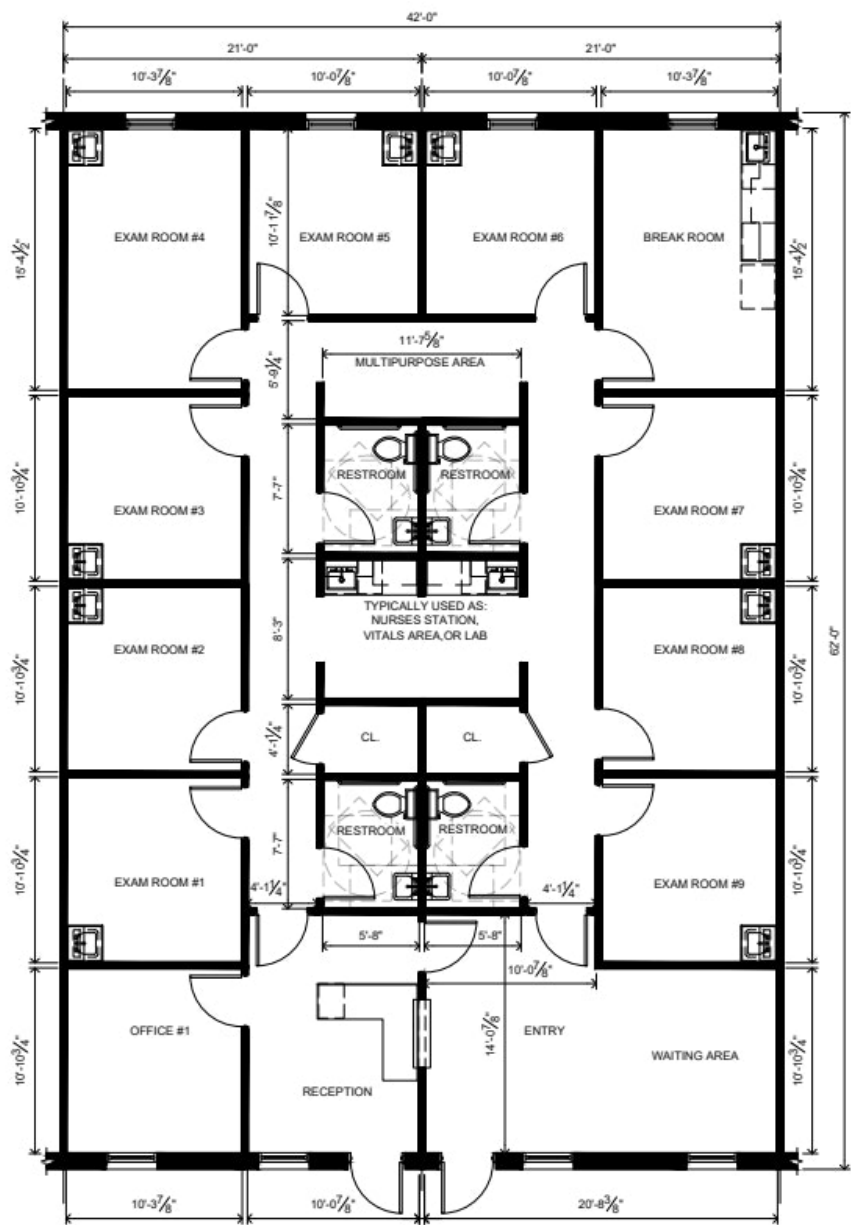 42'-0"
21'-0" 21'-0"
10'-3⅞" 10'-0⅞" 10'-0⅞" 10'-3⅞"
15'-4½"
10'-11⅞"
15'-4½"
EXAM ROOM #4
EXAM ROOM #5
EXAM ROOM #6
BREAK ROOM
11'-7⅝"
MULTIPURPOSE AREA
5'-9¼"
RESTROOM
RESTROOM
7'-7"
10'-10¾"
EXAM ROOM #3
EXAM ROOM #7
10'-10¾"
TYPICALLY USED AS:
NURSES STATION,
VITALS AREA,OR LAB
8'-3"
10'-10¾"
EXAM ROOM #2
EXAM ROOM #8
10'-10¾"
62'-0"
4'-1¼"
CL.
CL.
RESTROOM
RESTROOM
7'-7"
10'-10¾"
EXAM ROOM #1
EXAM ROOM #9
10'-10¾"
4'-1¼"
4'-1¼"
5'-8"
5'-8"
10'-0⅞"
14'-0⅞"
10'-10¾"
OFFICE #1
ENTRY
WAITING AREA
10'-10¾"
RECEPTION
10'-3⅞" 10'-0⅞" 20'-8⅜"